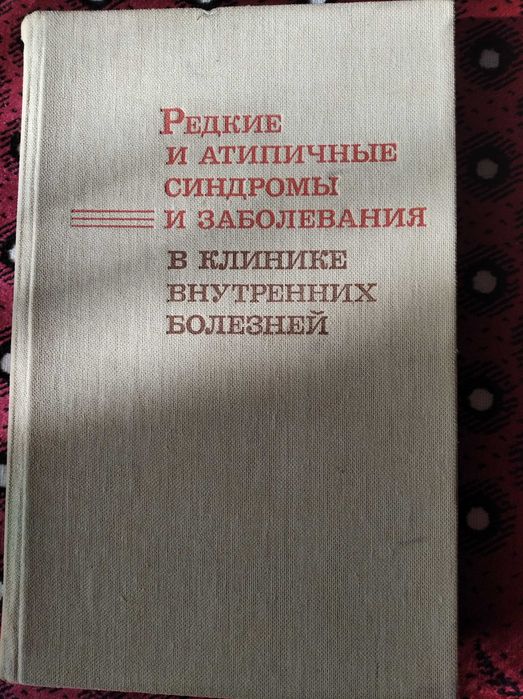 Редкие
и атипичные
синдромы
и заболевания
в клинике
внутренних
болезней